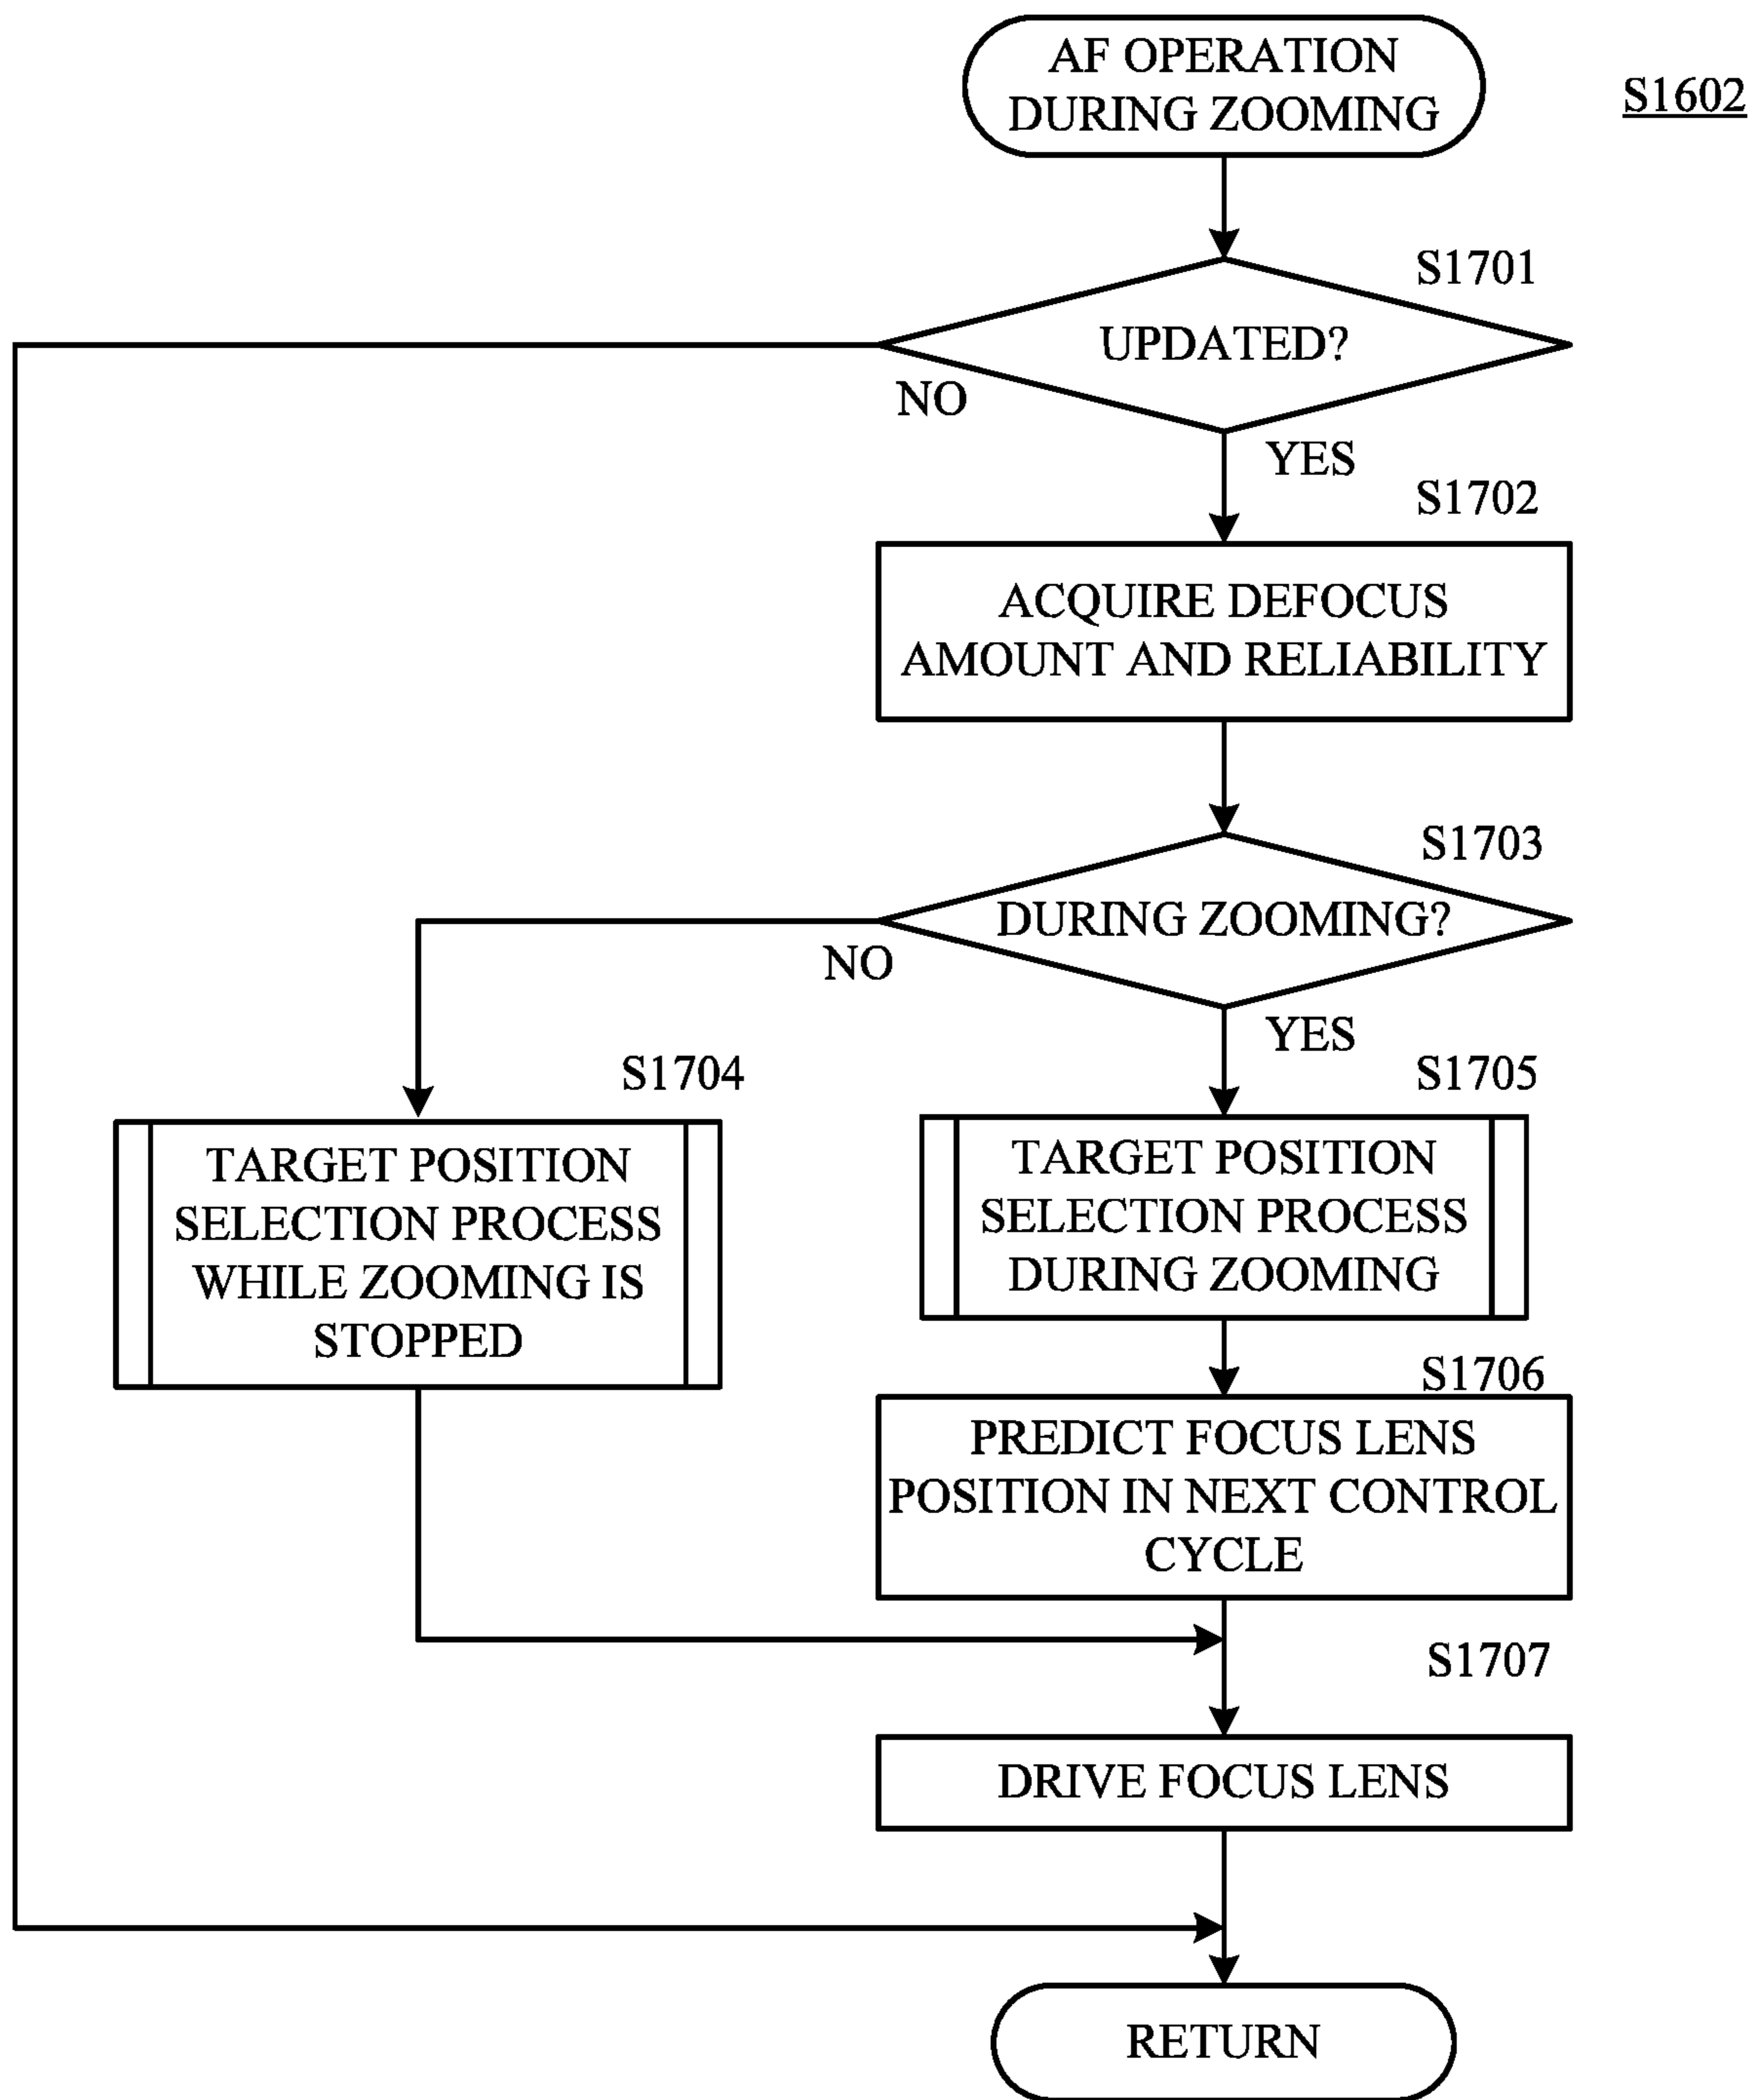 AF OPERATION
DURING ZOOMING
S1602
S1701
UPDATED?
NO
YES
S1702
ACQUIRE DEFOCUS
AMOUNT AND RELIABILITY
S1703
DURING ZOOMING?
NO
YES
S1704
TARGET POSITION
SELECTION PROCESS
WHILE ZOOMING IS
STOPPED
S1705
TARGET POSITION
SELECTION PROCESS
DURING ZOOMING
S1706
PREDICT FOCUS LENS
POSITION IN NEXT CONTROL
CYCLE
S1707
DRIVE FOCUS LENS
RETURN